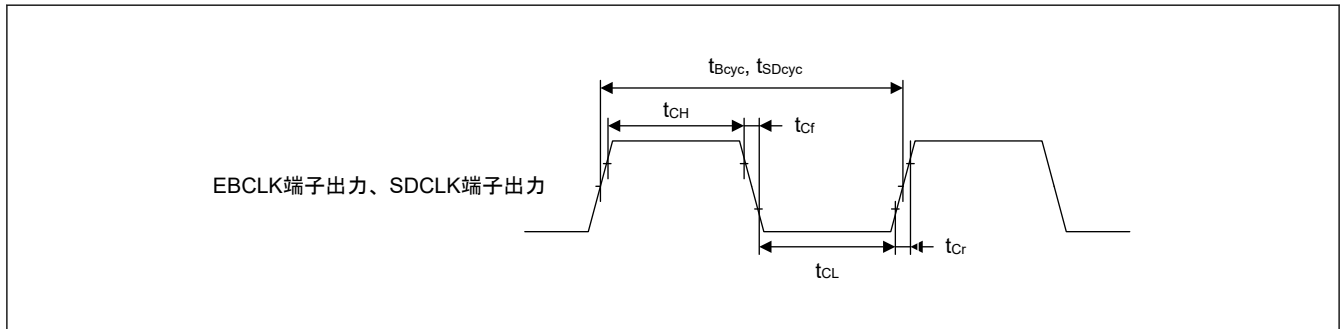 tBcyc, tSDcyc
tCH
tCf
EBCLK端子出力、SDCLK端子出力
tCr
tCL